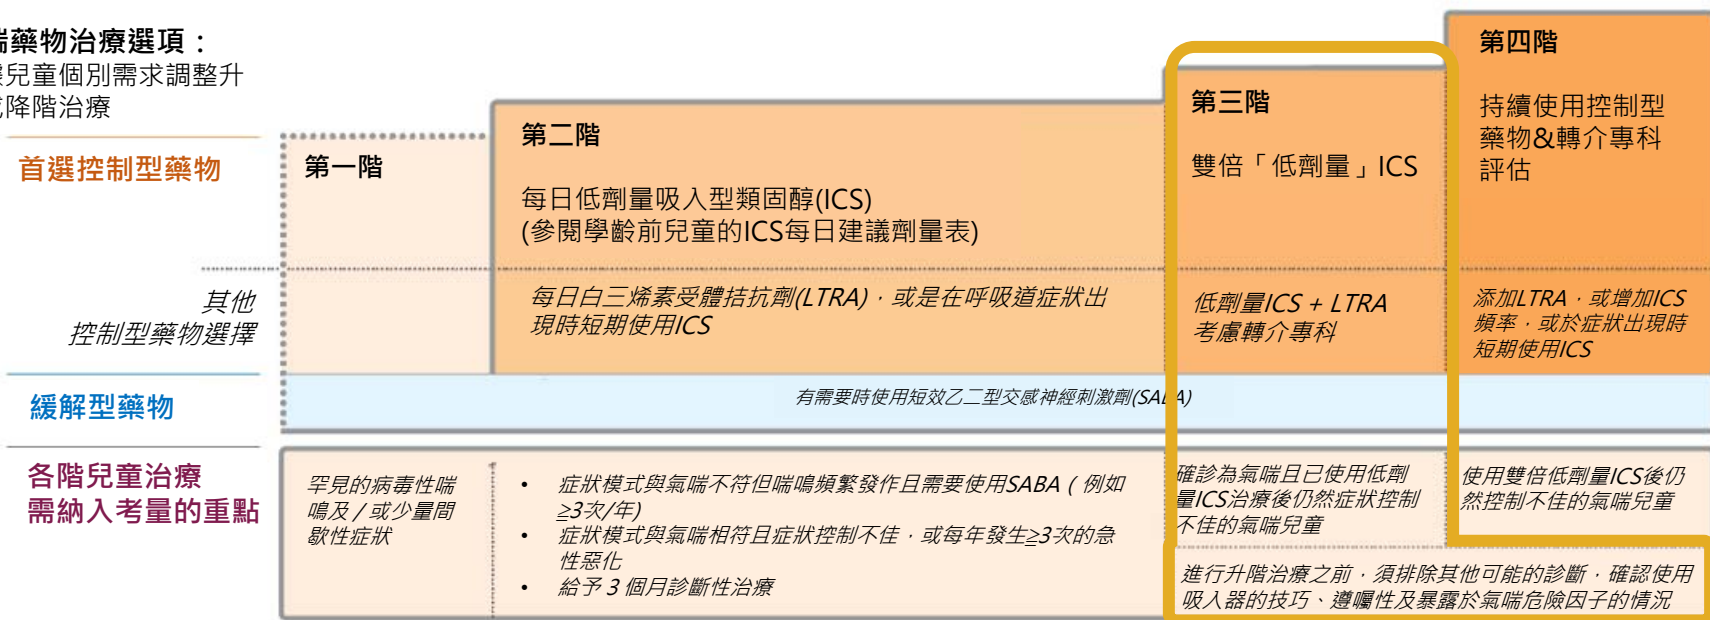 喘藥物治療選項：
兒童個別需求調整升
降階治療
首選控制型藥物
第一階
第二階
每日低劑量吸入型類固醇(ICS)
(參閱學齡前兒童的ICS每日建議劑量表)
第三階
雙倍「低劑量」ICS
第四階
持續使用控制型
藥物&轉介專科
評估
其他
控制型藥物選擇
每日白三烯素受體拮抗劑(LTRA)，或是在呼吸道症狀出
現時短期使用ICS
低劑量ICS + LTRA
考慮轉介專科
添加LTRA，或增加ICS
頻率，或於症狀出現時
短期使用ICS
緩解型藥物
有需要時使用短效乙二型交感神經刺激劑(SABA)
各階兒童治療
需納入考量的重點
罕見的病毒性喘
鳴及 / 或少量間
歇性症狀
• 症狀模式與氣喘不符但喘鳴頻繁發作且需要使用SABA ( 例如
≥3次/年)
• 症狀模式與氣喘相符且症狀控制不佳，或每年發生≥3次的急
性惡化
• 給予 3 個月診斷性治療
確診為氣喘且已使用低劑
量ICS治療後仍然症狀控制
不佳的氣喘兒童
使用雙倍低劑量ICS後仍
然控制不佳的氣喘兒童
進行升階治療之前，須排除其他可能的診斷，確認使用
吸入器的技巧、遵囑性及暴露於氣喘危險因子的情況